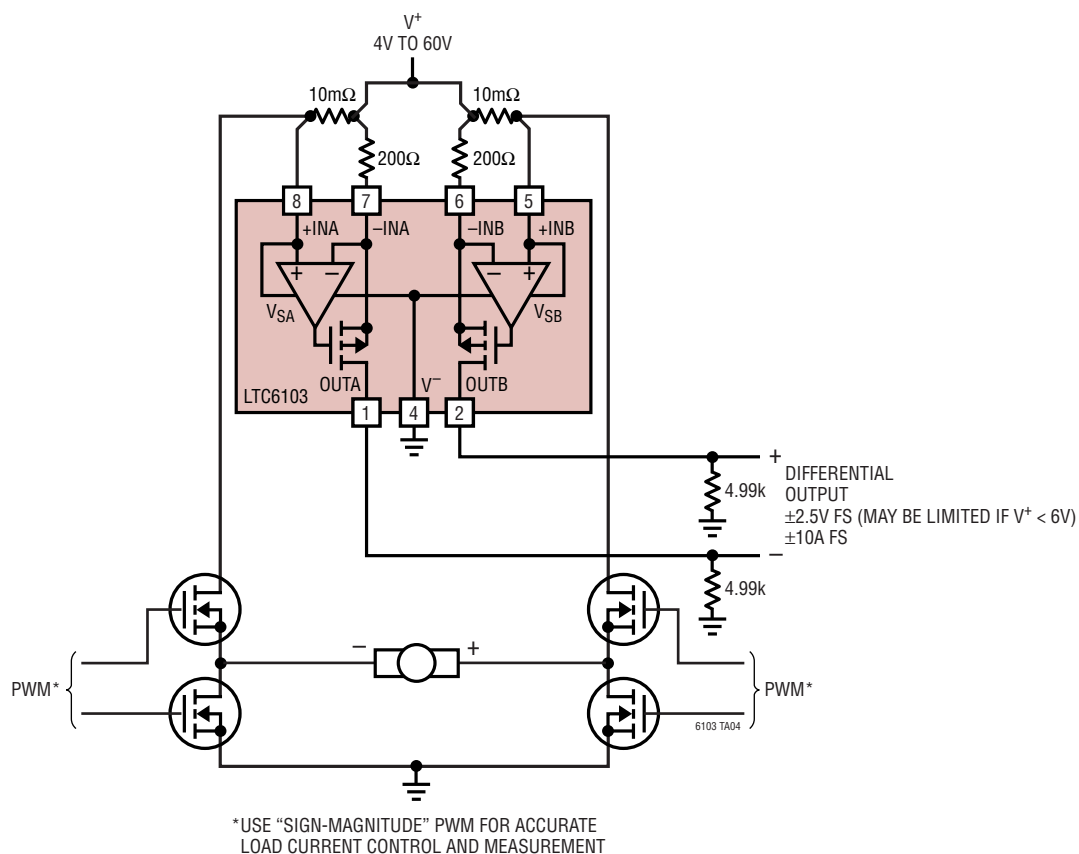 V+
4V TO 60V
10mΩ
10mΩ
200Ω
200Ω
8
7
6
5
+INA
–INA
–INB
+INB
+
–
–
+
VSA
VSB
OUTA
V–
OUTB
LTC6103
1
4
2
+
4.99k
DIFFERENTIAL
OUTPUT
±2.5V FS (MAY BE LIMITED IF V+ < 6V)
±10A FS
–
4.99k
–
+
PWM*
PWM*
6103 TA04
*USE “SIGN-MAGNITUDE” PWM FOR ACCURATE
LOAD CURRENT CONTROL AND MEASUREMENT